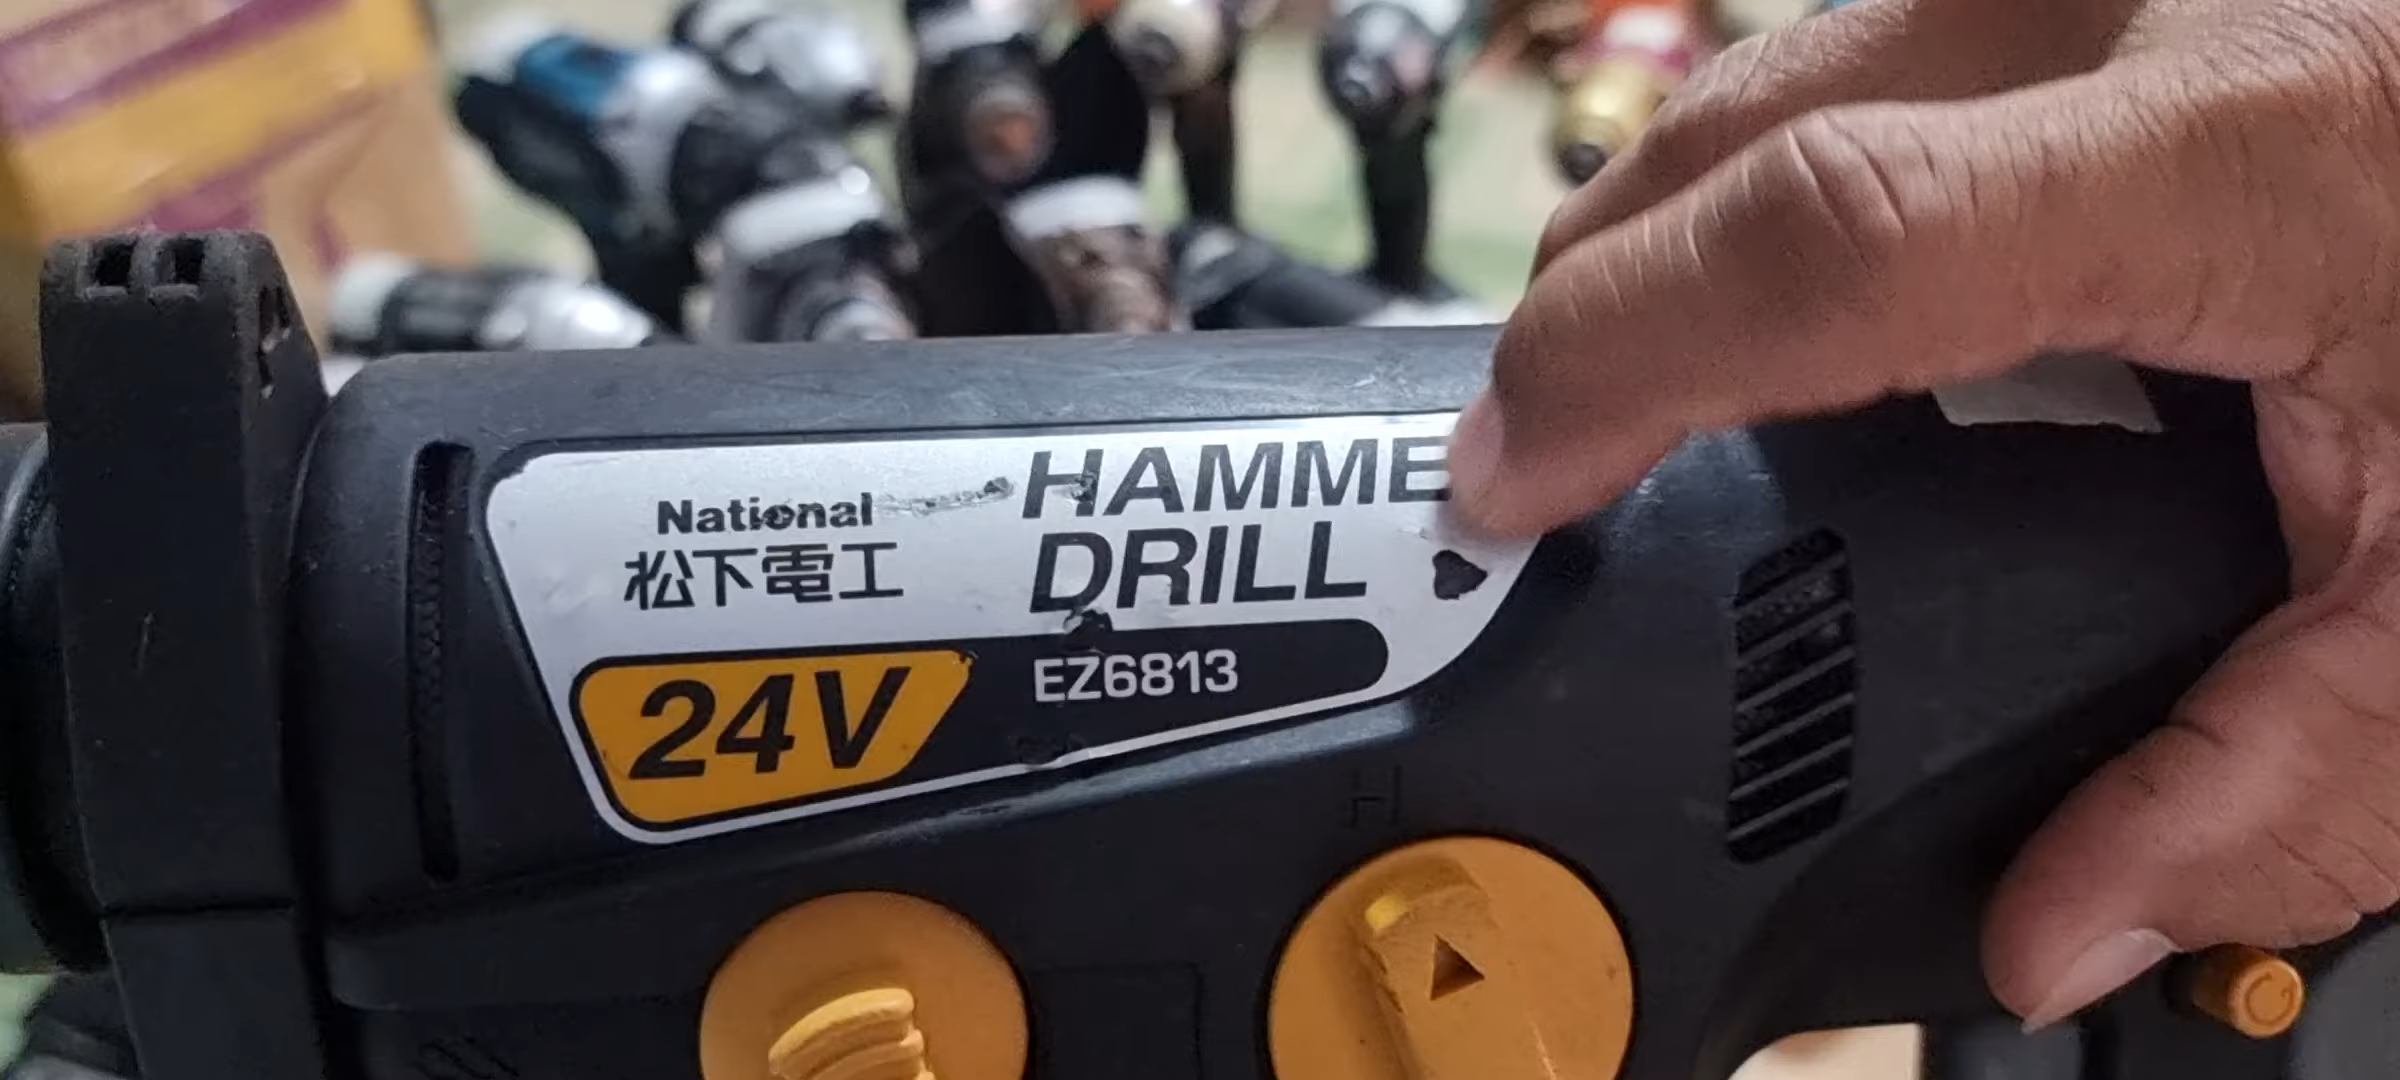 National
松下電工
HAMME
DRILL
24V
EZ6813
H